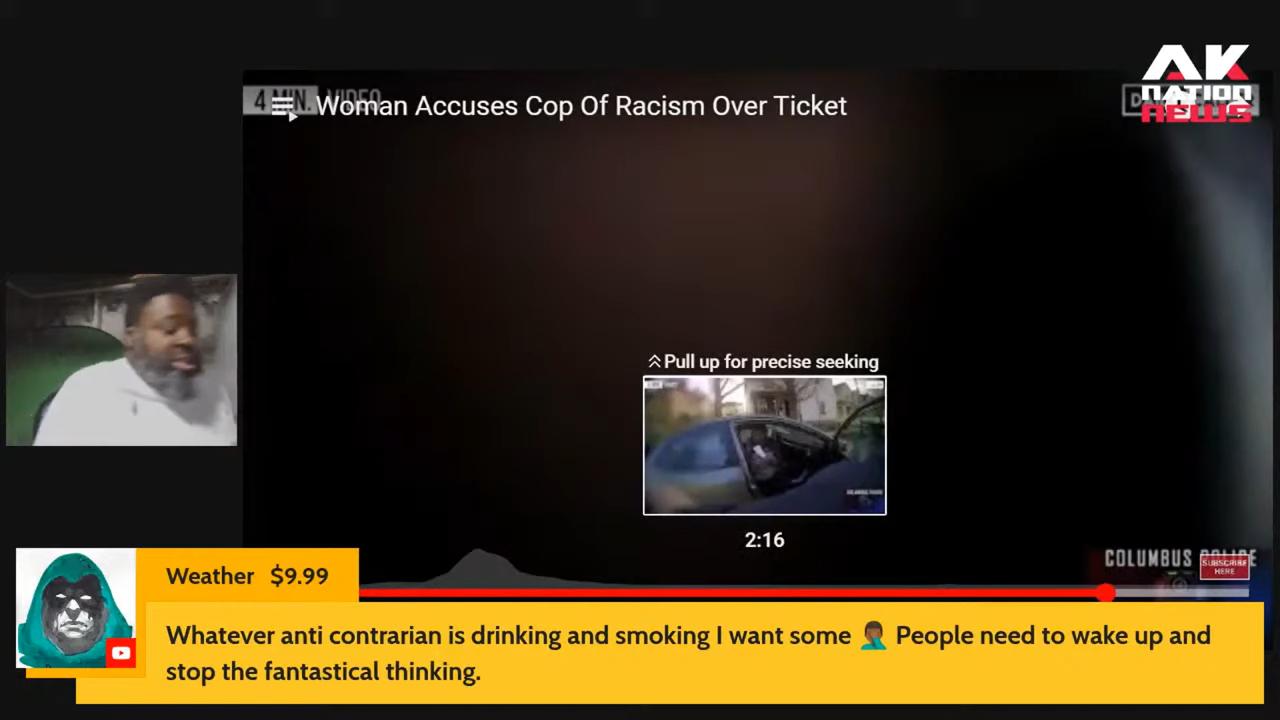 AK
NATION
NEWS
4 MIN. VIDEO
Woman Accuses Cop Of Racism Over Ticket
Pull up for precise seeking
2:16
COLUMBUS POLICE
SUBSCRIBE
HERE
Weather $9.99
Whatever anti contrarian is drinking and smoking I want some 🤦🏾‍♂️ People need to wake up and
stop the fantastical thinking.